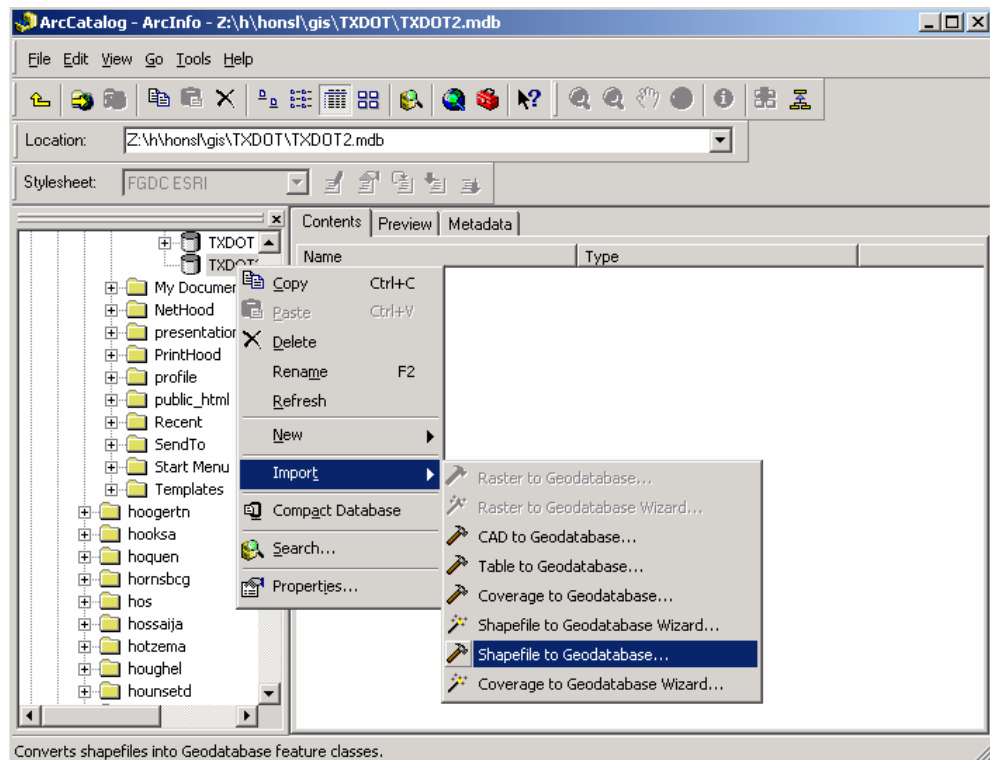 ArcCatalog - ArcInfo - Z:\h\honsl\gis\TXDOT\TXDOT2.mdb
File Edit View Go Tools Help
Location: Z:\h\honsl\gis\TXDOT\TXDOT2.mdb
Stylesheet: FGDC ESRI
Contents Preview Metadata
Name Type
TXDOT
My Documen
NetHood
presentation
PrintHood
profile
public_html
Recent
SendTo
Start Menu
Templates
hoogertn
hooksa
hoquen
hornsbcg
hos
hossaija
hotzema
houghel
hounsetd
Copy Ctrl+C
Paste Ctrl+V
Delete
Rename F2
Refresh
New
Import
Compact Database
Search...
Properties...
Raster to Geodatabase...
Raster to Geodatabase Wizard...
CAD to Geodatabase...
Table to Geodatabase...
Coverage to Geodatabase...
Shapefile to Geodatabase Wizard...
Shapefile to Geodatabase...
Coverage to Geodatabase Wizard...
Converts shapefiles into Geodatabase feature classes.